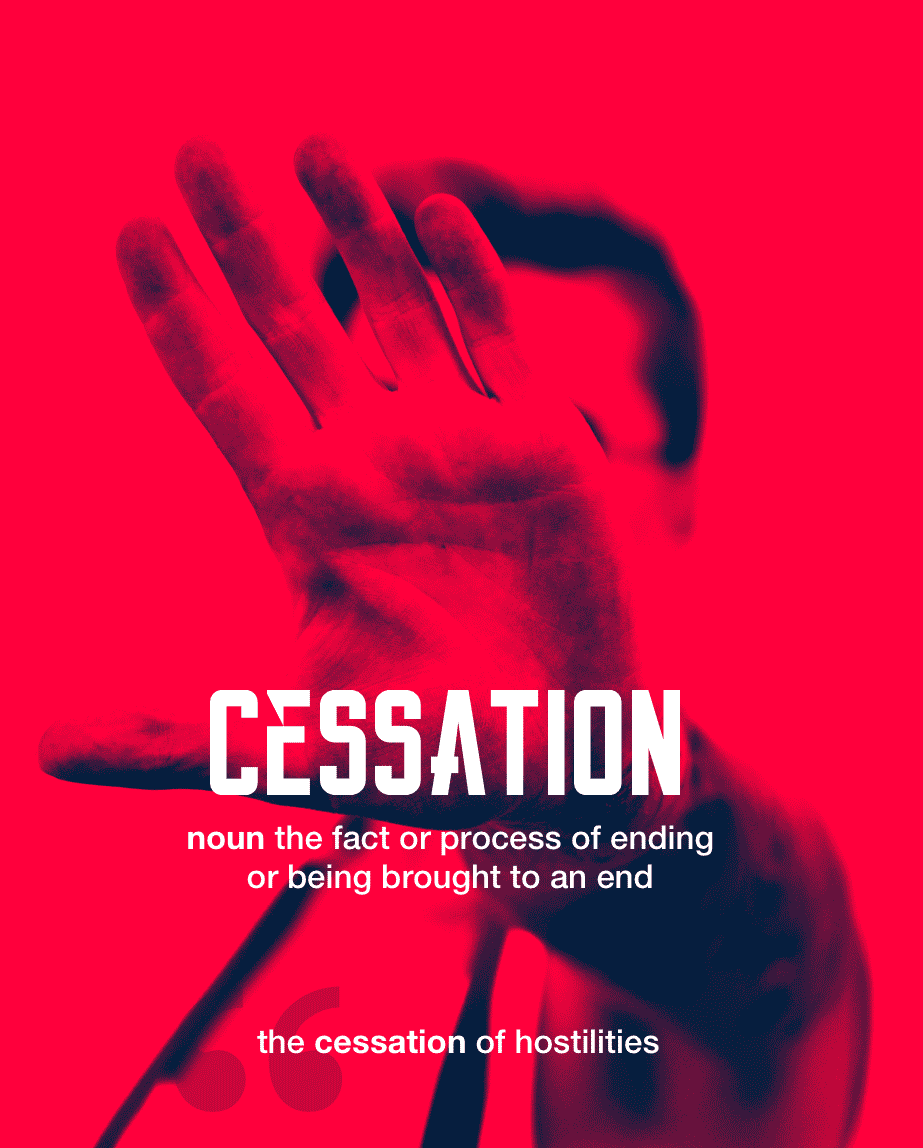 CESSATION
noun the fact or process of ending
or being brought to an end
“
the cessation of hostilities